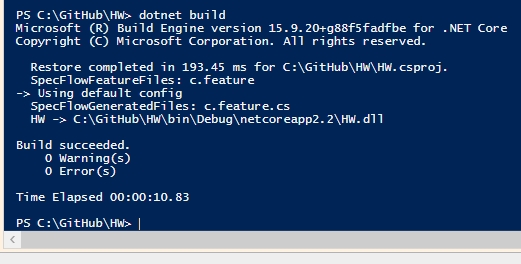 PS C:\GitHub\HW> dotnet build
Microsoft (R) Build Engine version 15.9.20+g88f5fadfbe for .NET Core
Copyright (C) Microsoft Corporation. All rights reserved.
Restore completed in 193.45 ms for C:\GitHub\HW\HW.csproj.
SpecFlowFeatureFiles: c.feature
-> Using default config
SpecFlowGeneratedFiles: c.feature.cs
HW -> C:\GitHub\HW\bin\Debug\netcoreapp2.2\HW.dll
Build succeeded.
0 Warning(s)
0 Error(s)
Time Elapsed 00:00:10.83
PS C:\GitHub\HW>